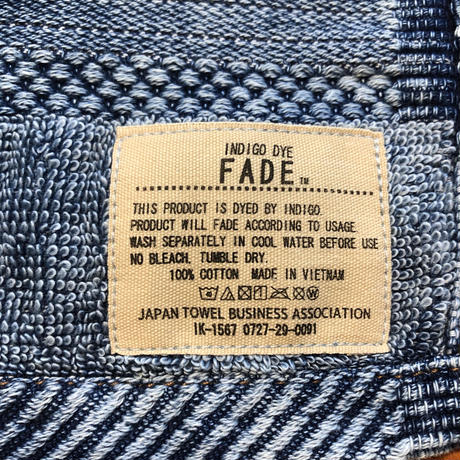 INDIGO DYE
FADE™
THIS PRODUCT IS DYED BY INDIGO.
PRODUCT WILL FADE ACCORDING TO USAGE.
WASH SEPARATELY IN COOL WATER BEFORE USE
NO BLEACH. TUMBLE DRY.
100% COTTON MADE IN VIETNAM
JAPAN TOWEL BUSINESS ASSOCIATION
IK-1567 0727-29-0091